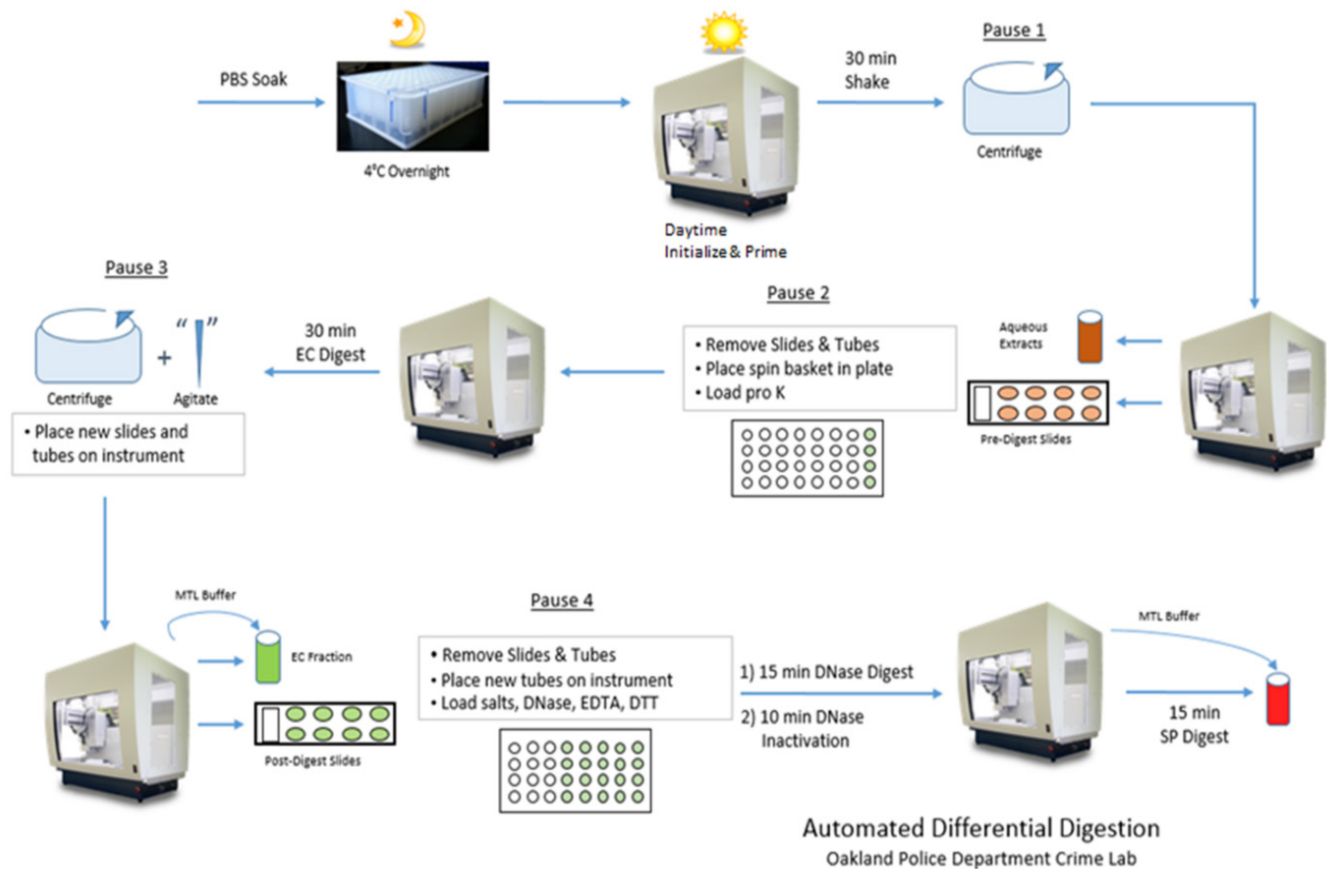 PBS Soak
4°C Overnight
Daytime
Initialize & Prime
30 min
Shake
Pause 1
Centrifuge
Aqueous
Extracts
Pre-Digest Slides
Pause 2
• Remove Slides & Tubes
• Place spin basket in plate
• Load pro K
30 min
EC Digest
Pause 3
Centrifuge
+
“ ”
Agitate
• Place new slides and
tubes on instrument
MTL Buffer
EC Fraction
Post-Digest Slides
Pause 4
• Remove Slides & Tubes
• Place new tubes on instrument
• Load salts, DNase, EDTA, DTT
1) 15 min DNase Digest
2) 10 min DNase
Inactivation
MTL Buffer
15 min
SP Digest
Automated Differential Digestion
Oakland Police Department Crime Lab